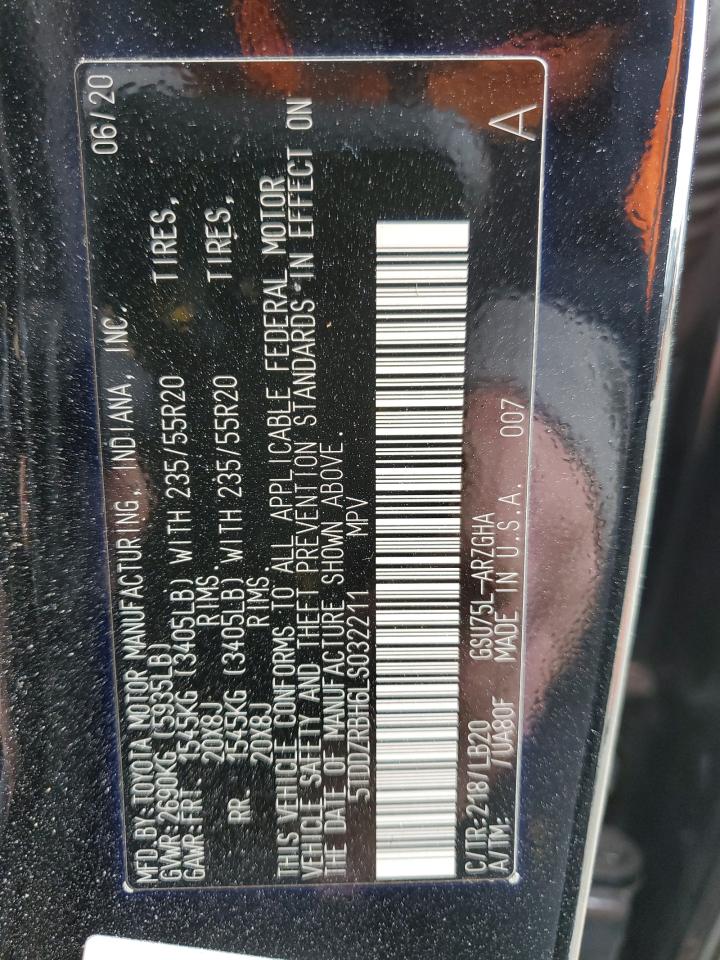 MFD.BY:TOYOTA MOTOR MANUFACTURING, INDIANA, INC. 06/20
GVWR:2690KG (5935LB)
GAWR:FRT. 1545KG (3405LB) WITH 235/55R20 TIRES,
20X8J RIMS,
RR. 1545KG (3405LB) WITH 235/55R20 TIRES,
20X8J RIMS
THIS VEHICLE CONFORMS TO ALL APPLICABLE FEDERAL MOTOR
VEHICLE SAFETY AND THEFT PREVENTION STANDARDS IN EFFECT ON
THE DATE OF MANUFACTURE SHOWN ABOVE.
5TDDZRBH6LS032211 MPV
C/TR:218/LB20 GSU75L-ARZGHA
A/TM: /UA80F MADE IN U.S.A. 007 A